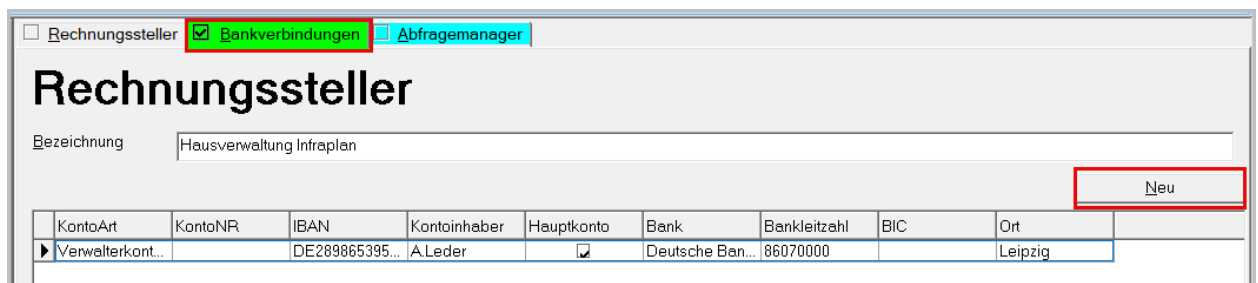 Rechnungssteller Bankverbindungen Abfragemanager
Rechnungssteller
Bezeichnung Hausverwaltung Infraplan
Neu
KontoArt KontoNR IBAN Kontoinhaber Hauptkonto Bank Bankleitzahl BIC Ort
Verwalterkont... DE289865395... A.Leder Deutsche Ban... 86070000 Leipzig